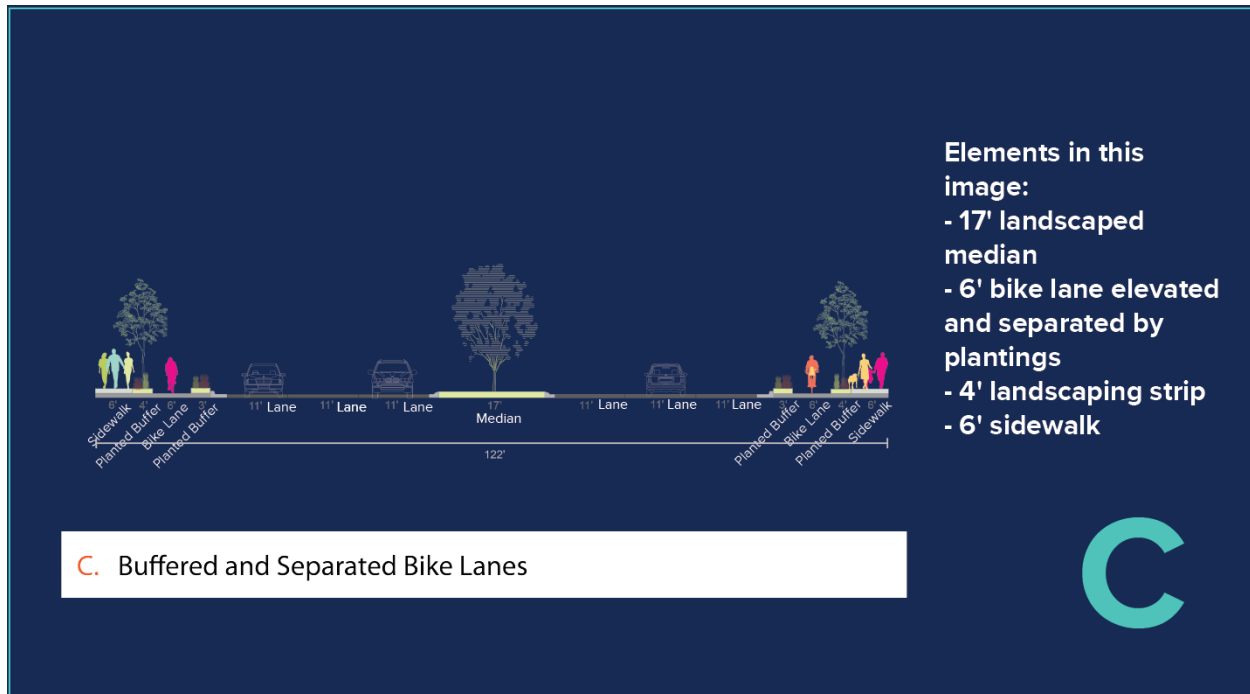 Elements in this
image:
- 17' landscaped
median
- 6' bike lane elevated
and separated by
plantings
- 4' landscaping strip
- 6' sidewalk
6' 4' 6' 3' 11' Lane 11' Lane 11' Lane 17' 11' Lane 11' Lane 11' Lane 3' 6' 4' 6'
Sidewalk
Planted Buffer
Bike Lane
Planted Buffer
Median
Planted Buffer
Bike Lane
Planted Buffer
Sidewalk
122'
C. Buffered and Separated Bike Lanes
C